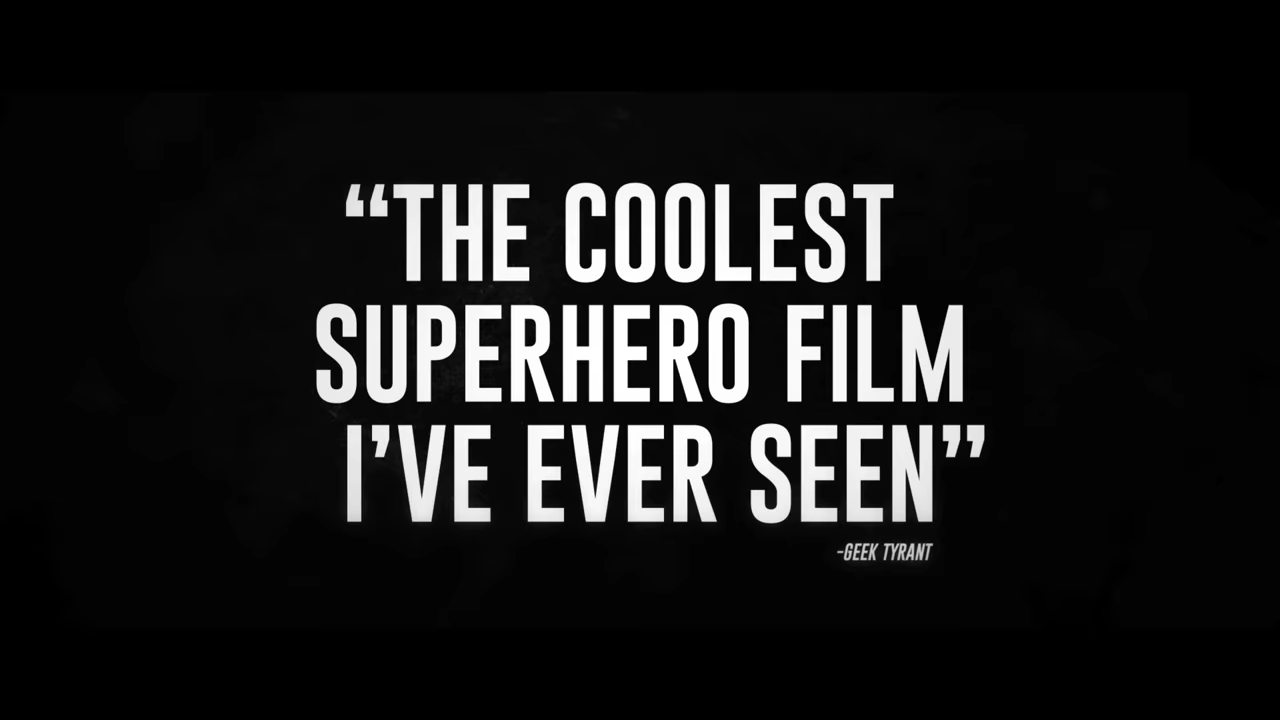 “THE COOLEST
SUPERHERO FILM
I’VE EVER SEEN”
-GEEK TYRANT